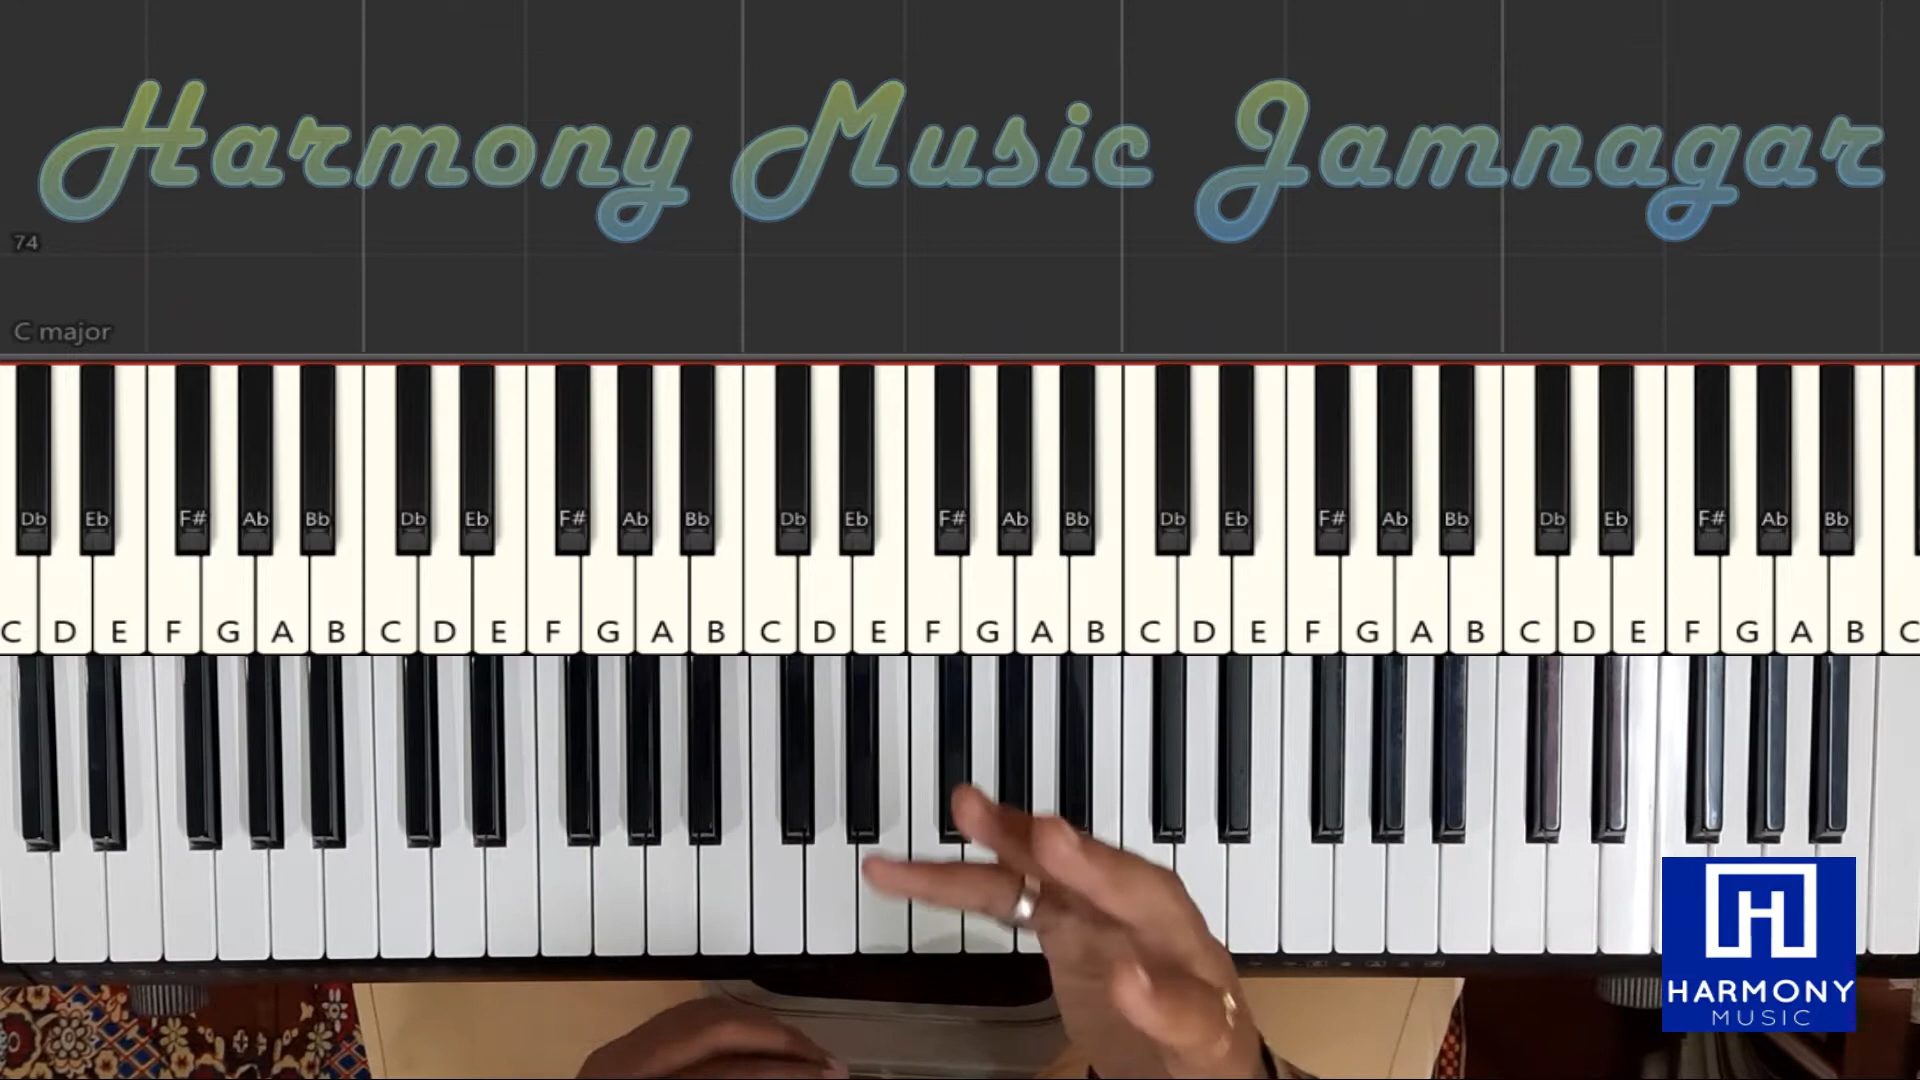 Harmony Music Jamnagar
74
C major
Db Eb F# Ab Bb Db Eb F# Ab Bb Db Eb F# Ab Bb Db Eb F# Ab Bb Db Eb F# Ab Bb
C D E F G A B C D E F G A B C D E F G A B C D E F G A B C D E F G A B C
H
HARMONY
MUSIC